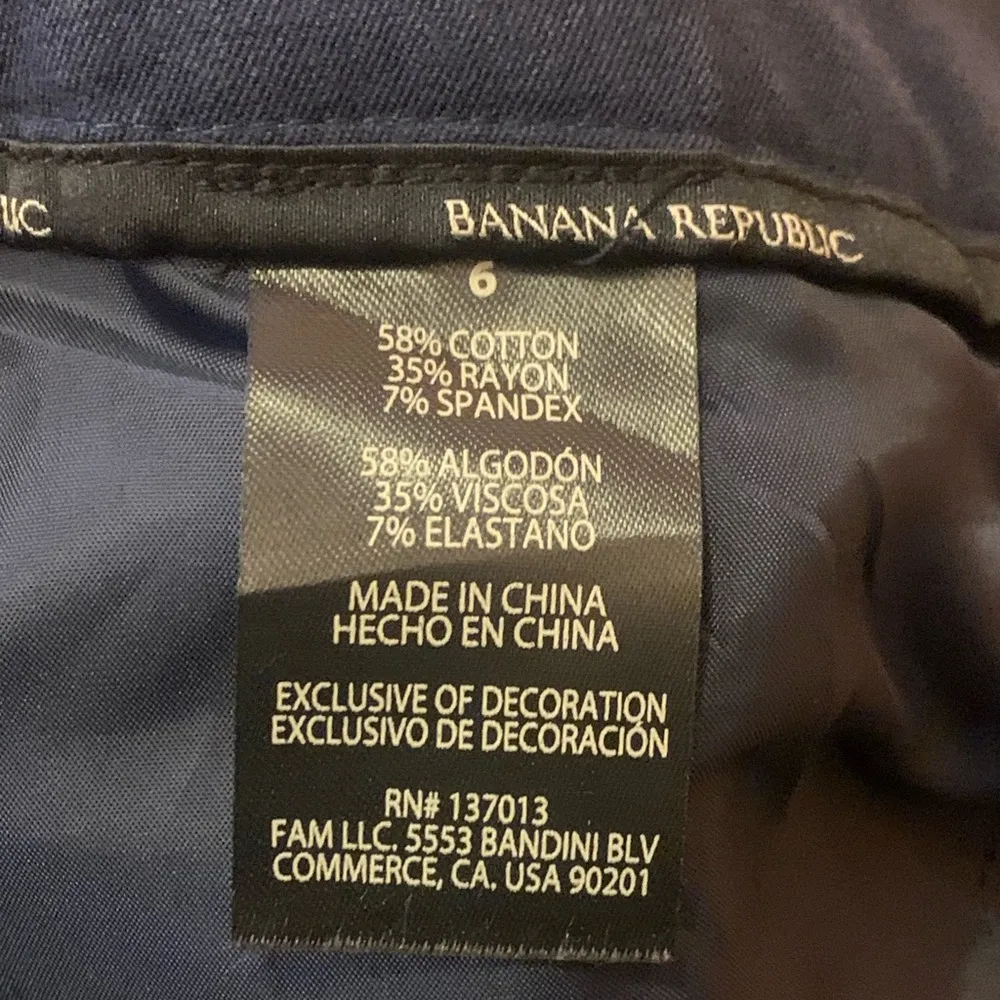 UC BANANA REPUBLIC
6
58% COTTON
35% RAYON
7% SPANDEX
58% ALGODÓN
35% VISCOSA
7% ELASTANO
MADE IN CHINA
HECHO EN CHINA
EXCLUSIVE OF DECORATION
EXCLUSIVO DE DECORACIÓN
RN# 137013
FAM LLC. 5553 BANDINI BLV
COMMERCE, CA. USA 90201